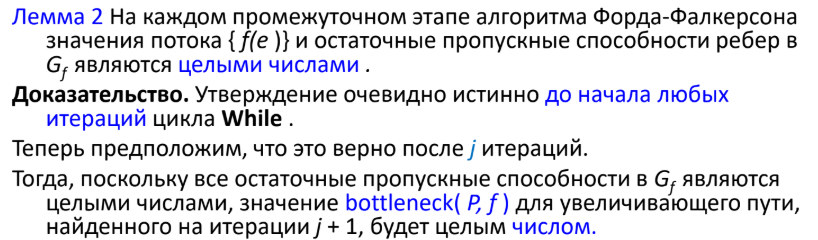 Лемма 2 На каждом промежуточном этапе алгоритма Форда-Фалкерсона
значения потока { f(e )} и остаточные пропускные способности ребер в
G_f являются целыми числами .
Доказательство. Утверждение очевидно истинно до начала любых
итераций цикла While .
Теперь предположим, что это верно после j итераций.
Тогда, поскольку все остаточные пропускные способности в G_f являются
целыми числами, значение bottleneck( P, f ) для увеличивающего пути,
найденного на итерации j + 1, будет целым числом.